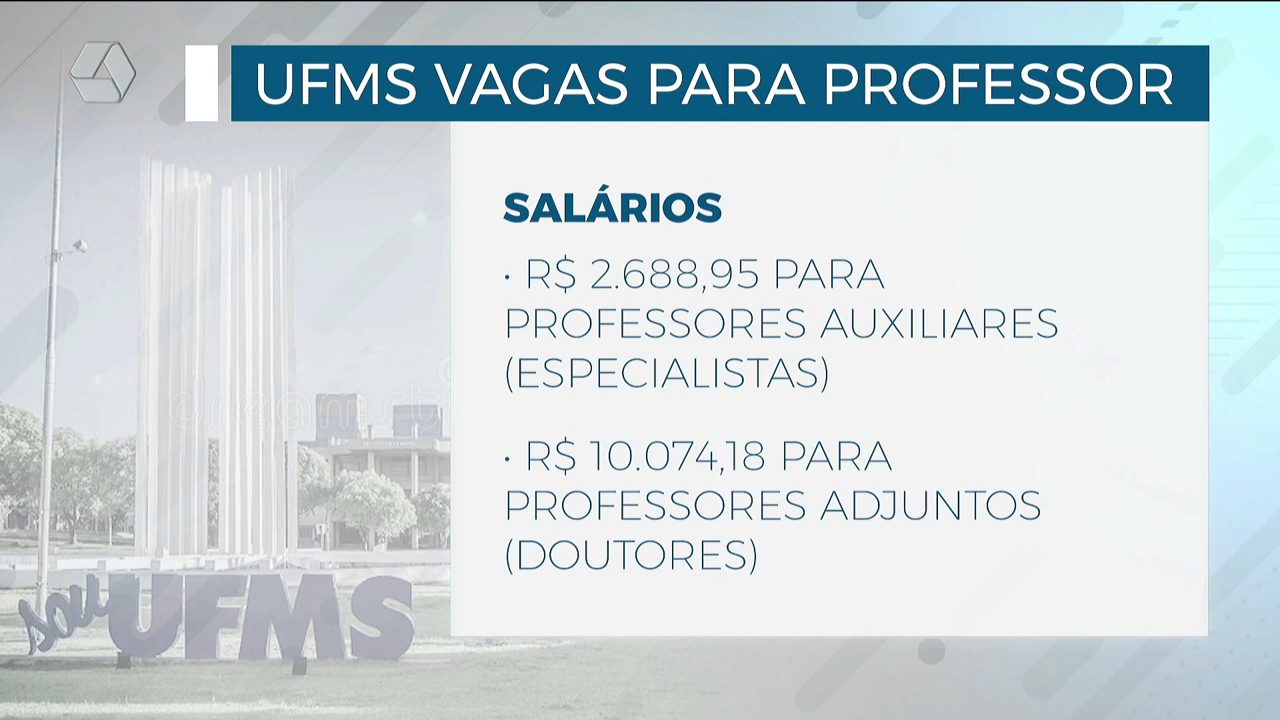 UFMS VAGAS PARA PROFESSOR
SALÁRIOS
• R$ 2.688,95 PARA
PROFESSORES AUXILIARES
(ESPECIALISTAS)
• R$ 10.074,18 PARA
PROFESSORES ADJUNTOS
(DOUTORES)
sou UFMS